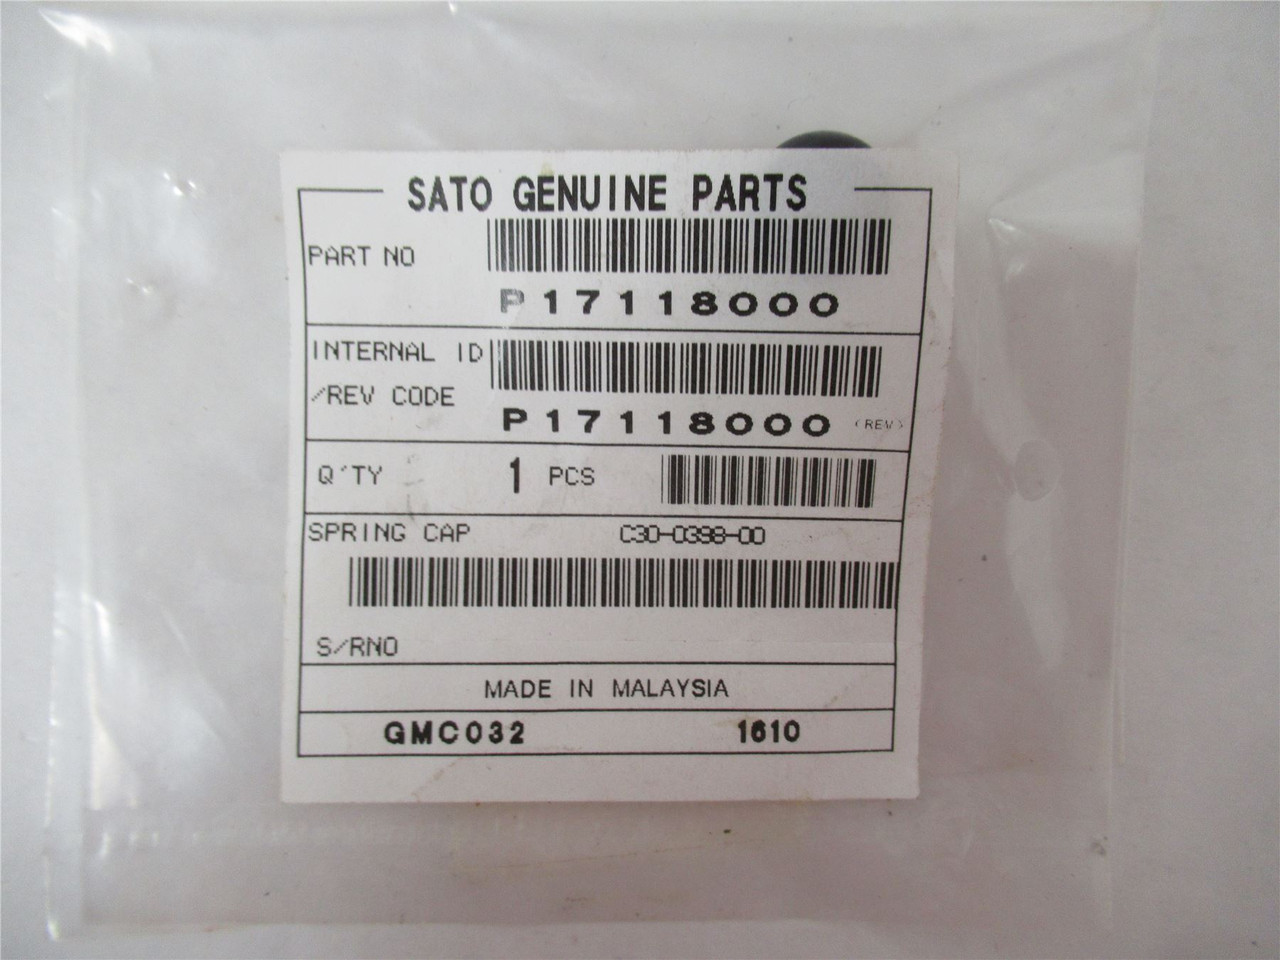 SATO GENUINE PARTS
PART NO
P17118000
INTERNAL ID
/REV CODE
P17118000 (REV)
Q'TY 1 PCS
SPRING CAP C30-0398-00
S/RNO
MADE IN MALAYSIA
GMC032 1610